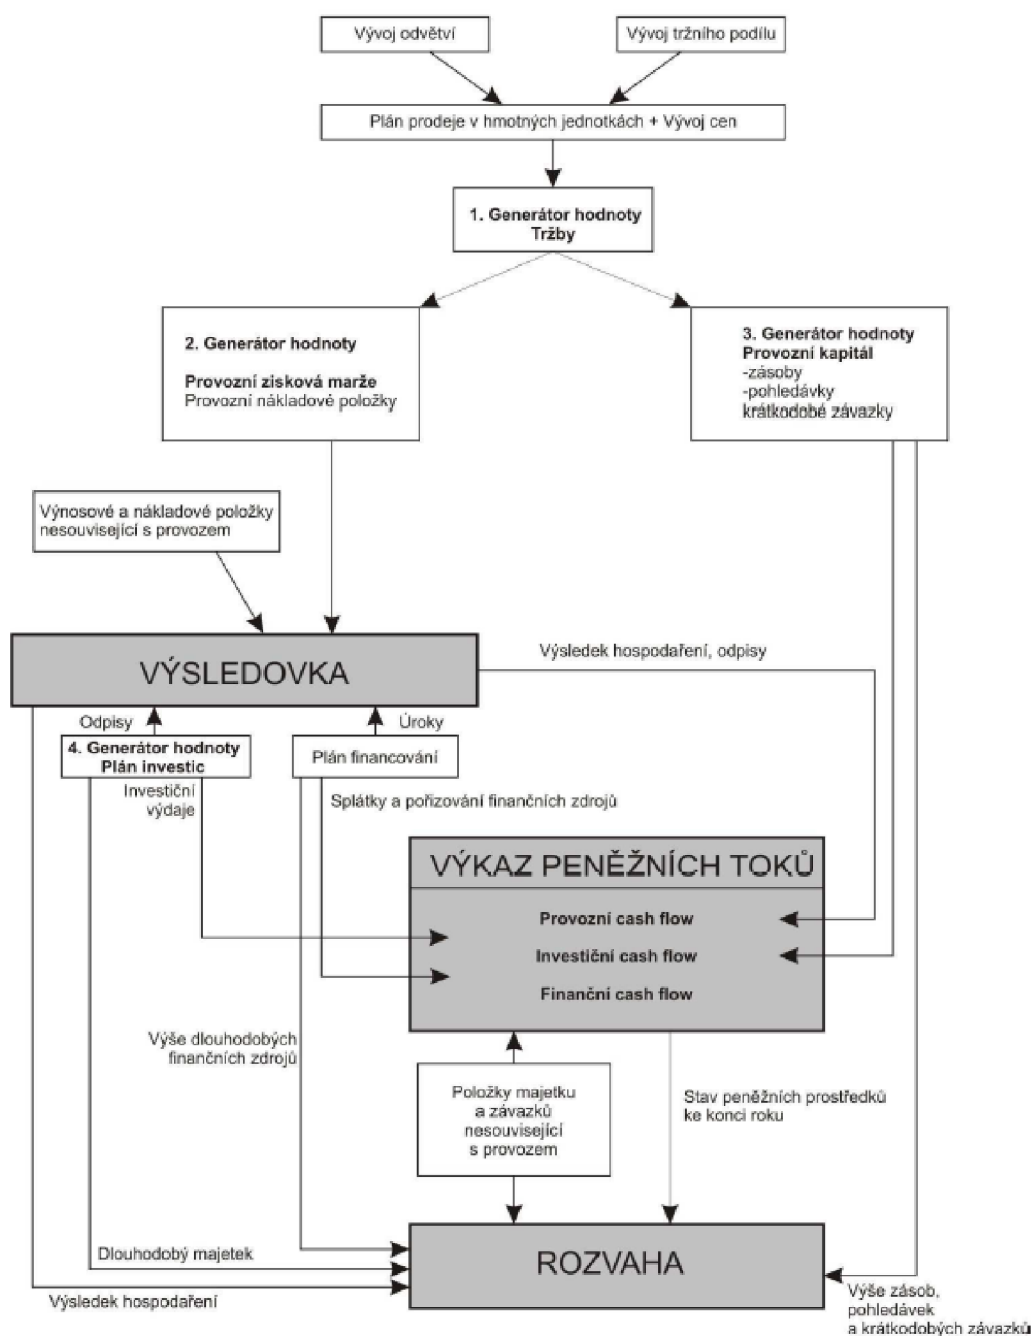 Vývoj odvětví
Vývoj tržního podílu
Plán prodeje v hmotných jednotkách + Vývoj cen
1. Generátor hodnoty
Tržby
2. Generátor hodnoty
Provozní zisková marže
Provozní nákladové položky
3. Generátor hodnoty
Provozní kapitál
-zásoby
-pohledávky
krátkodobé závazky
Výnosové a nákladové položky
nesouvisející s provozem
VÝSLEDOVKA
Výsledek hospodaření, odpisy
Odpisy
Úroky
4. Generátor hodnoty
Plán investic
Plán financování
Investiční
výdaje
Splátky a pořizování finančních zdrojů
VÝKAZ PENĚŽNÍCH TOKŮ
Provozní cash flow
Investiční cash flow
Finanční cash flow
Výše dlouhodobých
finančních zdrojů
Položky majetku
a závazků
nesouvisející
s provozem
Stav peněžních prostředků
ke konci roku
ROZVAHA
Dlouhodobý majetek
Výsledek hospodaření
Výše zásob,
pohledávek
a krátkodobých závazků